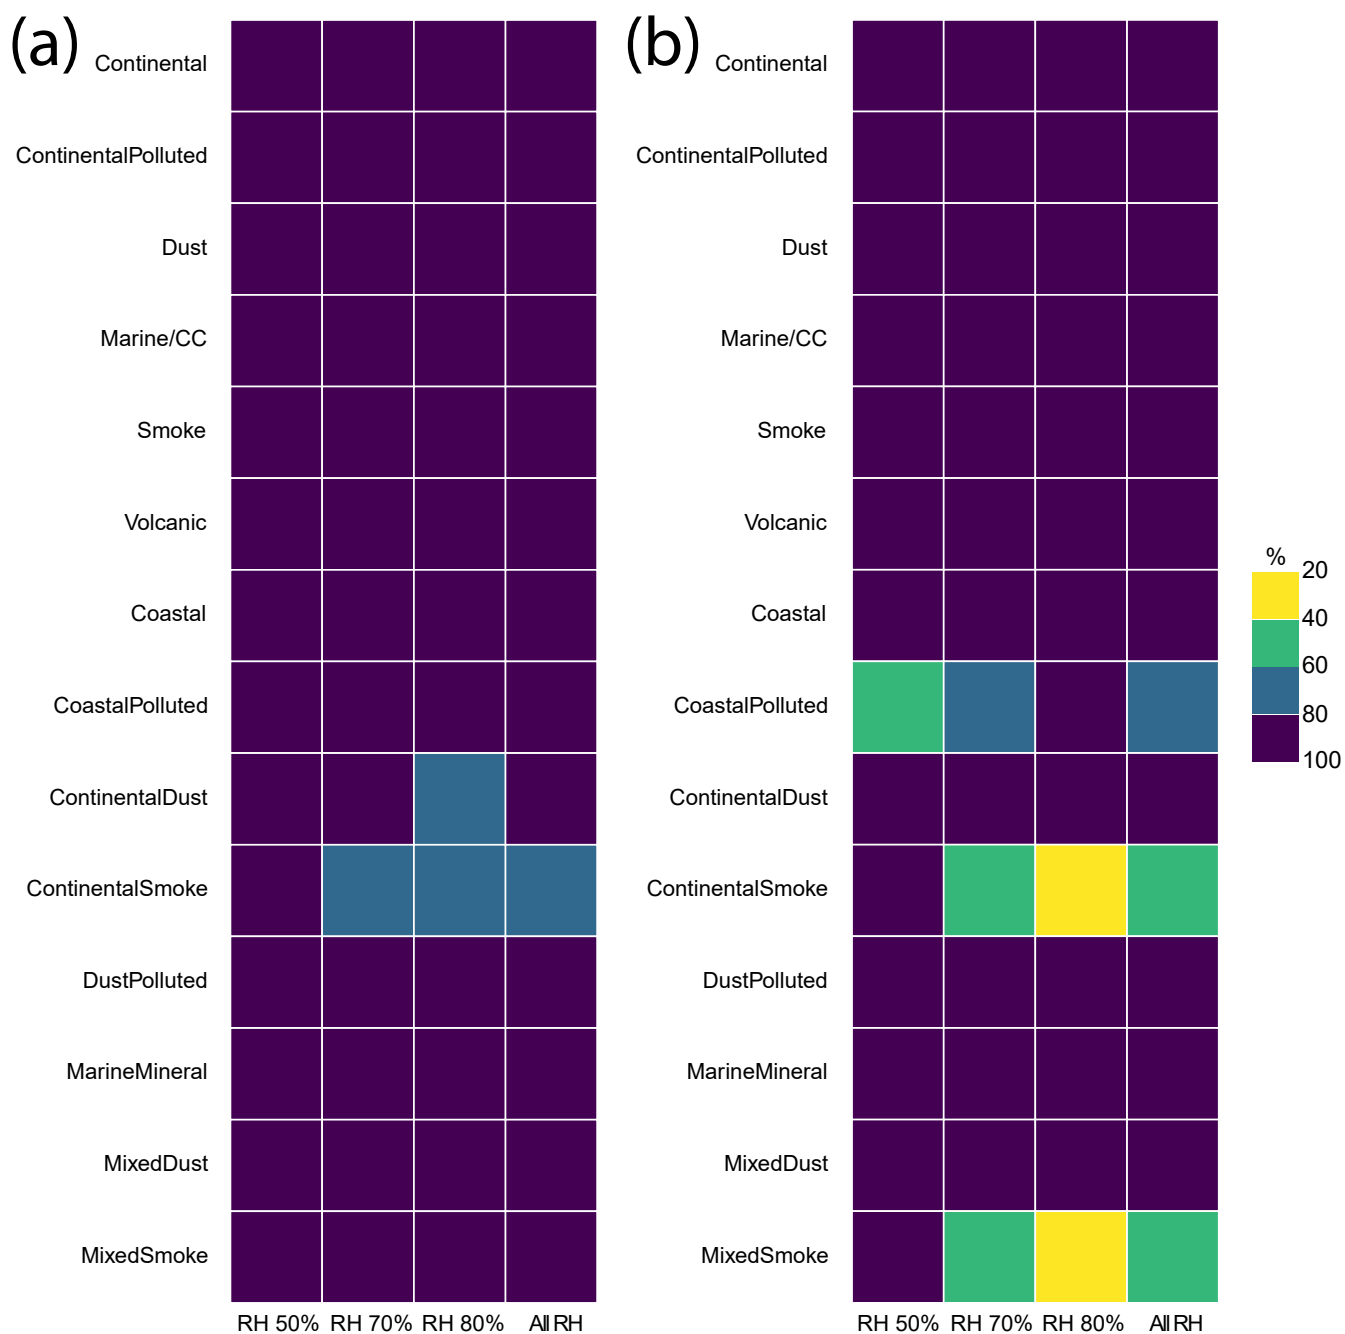 (a)
Continental
ContinentalPolluted
Dust
Marine/CC
Smoke
Volcanic
Coastal
CoastalPolluted
ContinentalDust
ContinentalSmoke
DustPolluted
MarineMineral
MixedDust
MixedSmoke
RH 50% RH 70% RH 80% All RH
(b)
Continental
ContinentalPolluted
Dust
Marine/CC
Smoke
Volcanic
Coastal
CoastalPolluted
ContinentalDust
ContinentalSmoke
DustPolluted
MarineMineral
MixedDust
MixedSmoke
RH 50% RH 70% RH 80% All RH
%
20
40
60
80
100